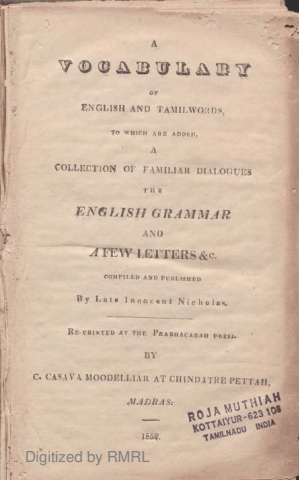 A
VOCABULARY
OF
ENGLISH AND TAMILWORDS,
TO WHICH ARE ADDED,
A
COLLECTION OF FAMILIAR DIALOGUES
THE
ENGLISH GRAMMAR
AND
A FEW LETTERS &c.
COMPILED AND PUBLISHED
By Late Innocent Nicholas.
RE-PRINTED AT THE PRABHACARAH PRESS.
BY
C. CASAVA MOODELLIAR AT CHINDATRE PETTAH,
MADRAS:
1852.
ROJA MUTHIAH
KOTTAIYUR-623 106
TAMILNADU INDIA
Digitized by RMRL